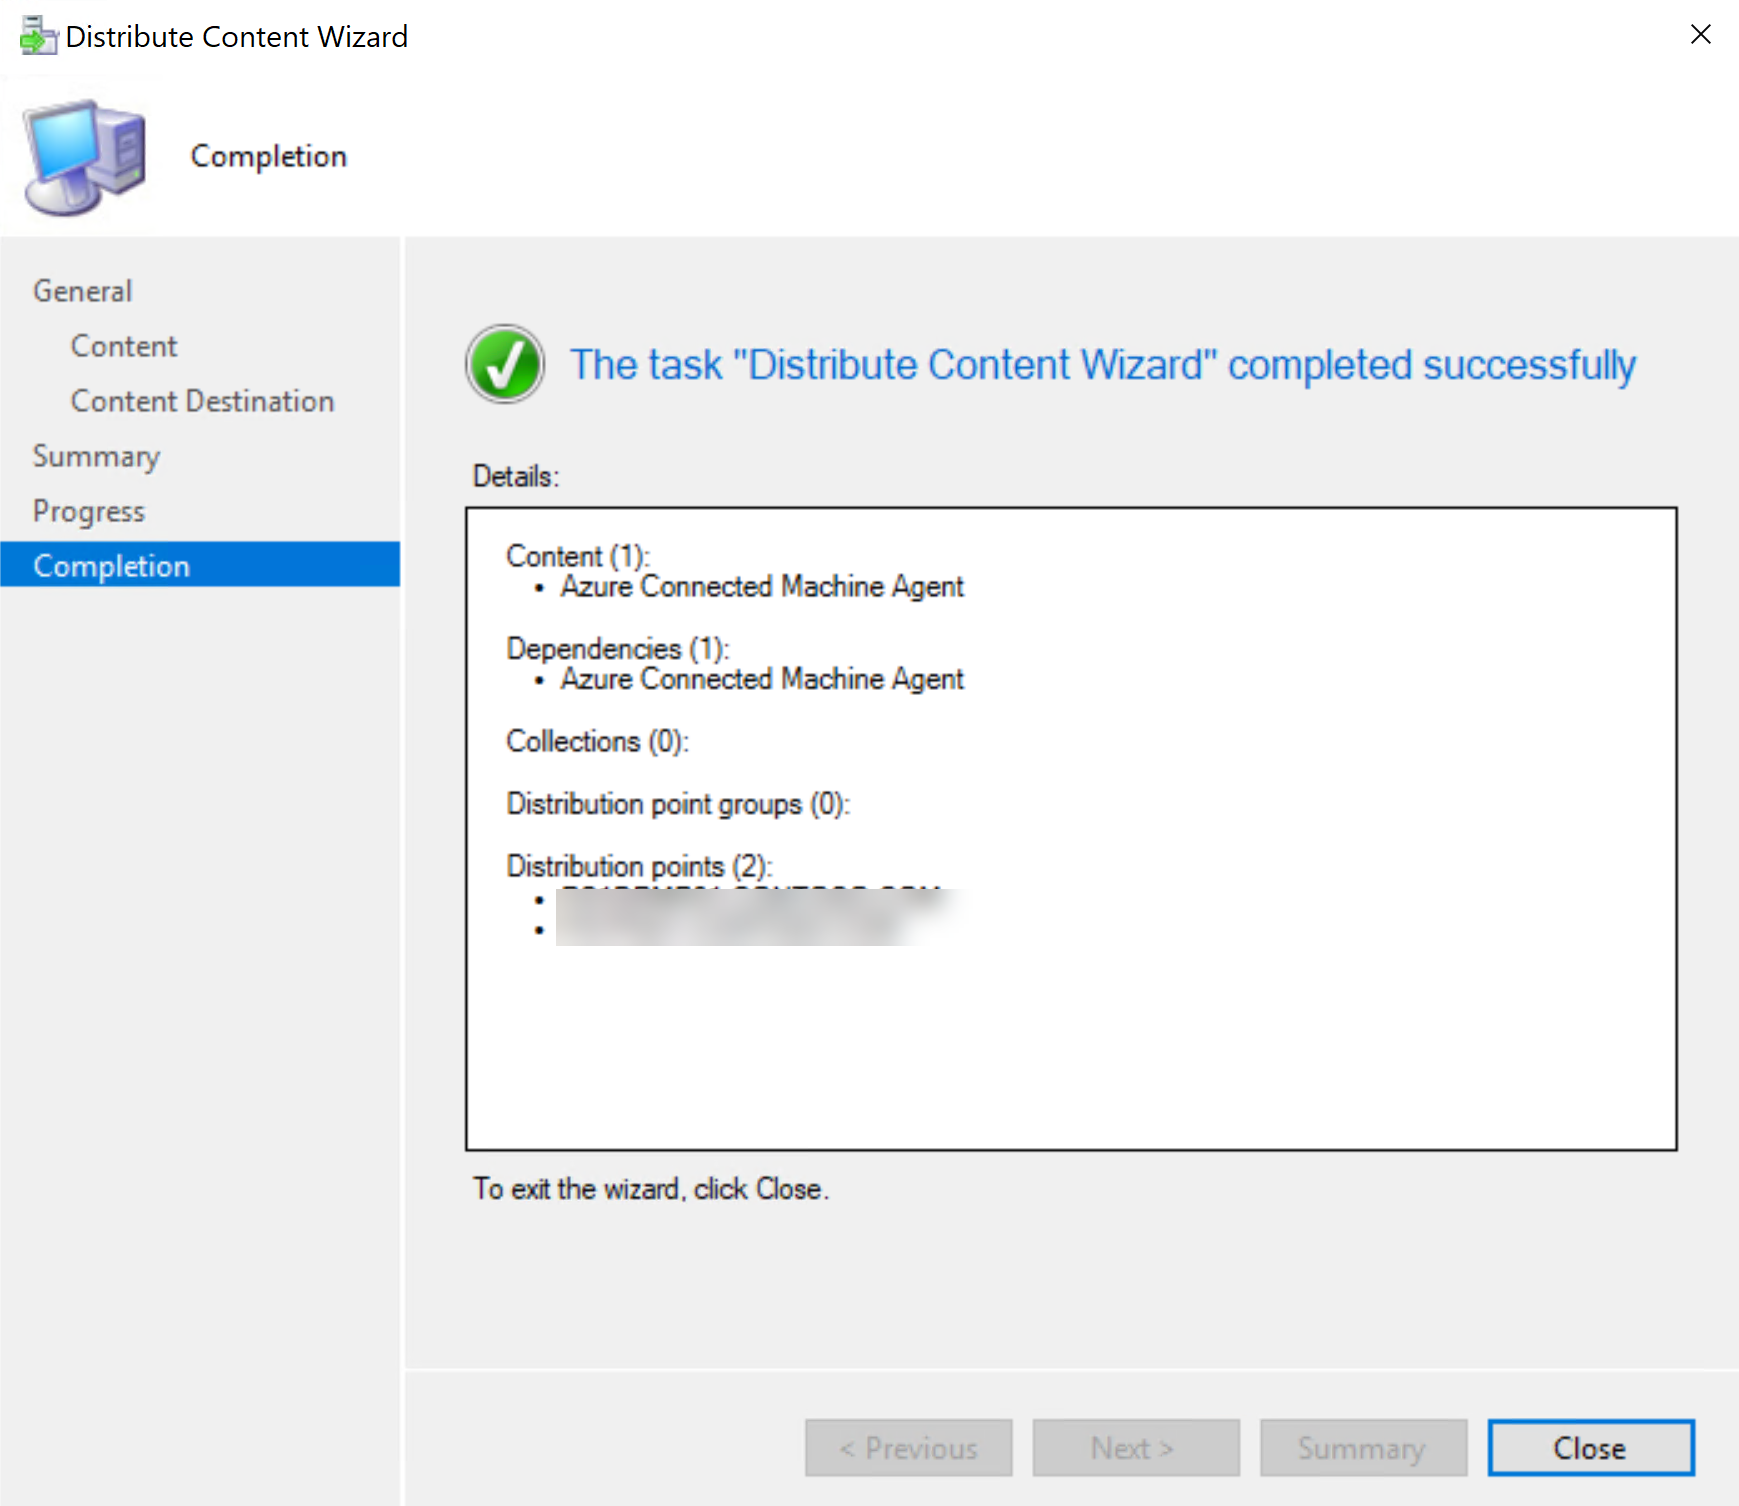 Distribute Content Wizard
Completion
General
Content
Content Destination
Summary
Progress
Completion
The task "Distribute Content Wizard" completed successfully
Details:
Content (1):
• Azure Connected Machine Agent
Dependencies (1):
• Azure Connected Machine Agent
Collections (0):
Distribution point groups (0):
Distribution points (2):
•
•
To exit the wizard, click Close.
< Previous
Next >
Summary
Close